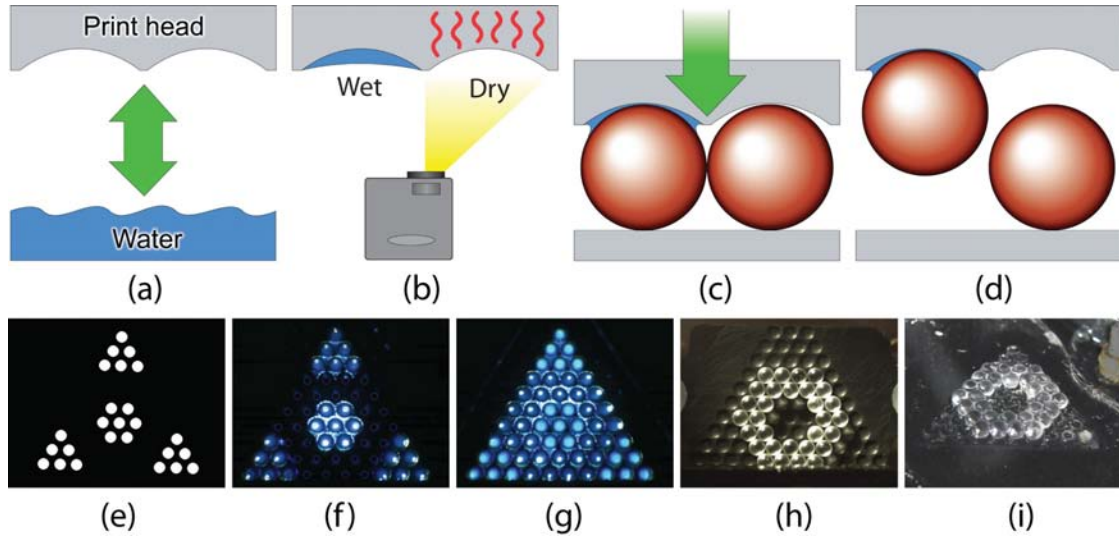 Print head
Water
(a)
Wet
Dry
(b)
(c)
(d)
(e)
(f)
(g)
(h)
(i)